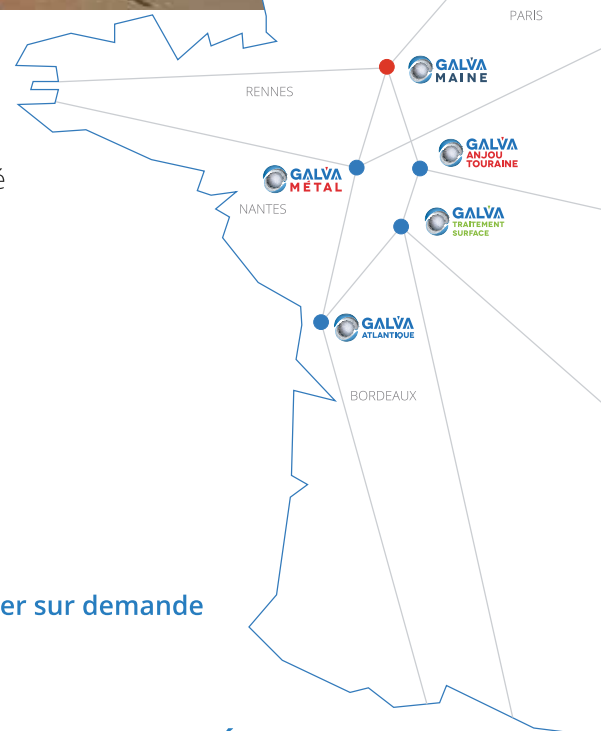 PARIS
GALVA
MAINE
RENNES
GALVA
ANJOU
TOURAINE
é
GALVA
MÉTAL
NANTES
GALVA
TRAITEMENT
SURFACE
GALVA
ATLANTIQUE
BORDEAUX
er sur demande